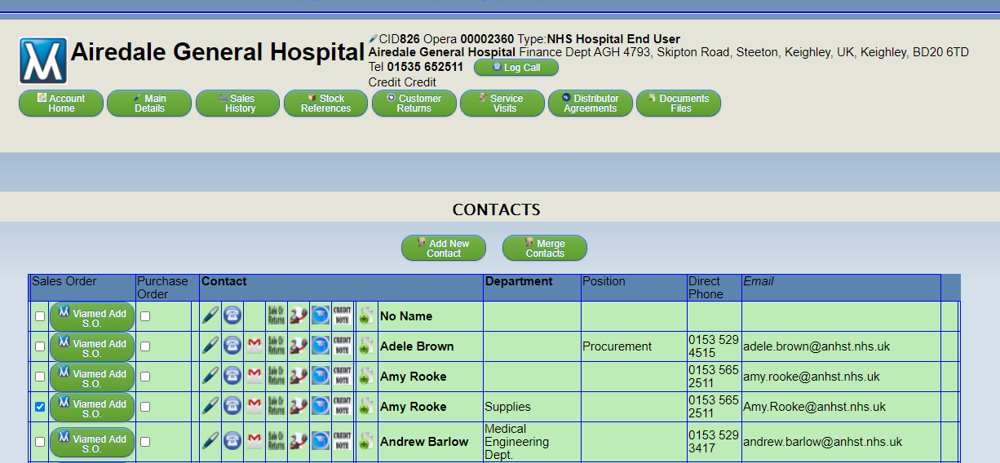 Airedale General Hospital
CID826 Opera 00002360 Type:NHS Hospital End User
Airedale General Hospital Finance Dept AGH 4793, Skipton Road, Steeton, Keighley, UK, Keighley, BD20 6TD
Tel 01535 652511 Log Call
Credit Credit
Account Home
Main Details
Sales History
Stock References
Customer Returns
Service Visits
Distributor Agreements
Documents Files
CONTACTS
Add New Contact
Merge Contacts
Sales Order Purchase Order Contact Department Position Direct Phone Email
Viamed Add S.O. Sale Or Returns CREDIT NOTE No Name
Viamed Add S.O. Sale Or Returns CREDIT NOTE Adele Brown Procurement 0153 529 4515 adele.brown@anhst.nhs.uk
Viamed Add S.O. Sale Or Returns CREDIT NOTE Amy Rooke 0153 565 2511 amy.rooke@anhst.nhs.uk
Viamed Add S.O. Sale Or Returns CREDIT NOTE Amy Rooke Supplies 0153 565 2511 Amy.Rooke@anhst.nhs.uk
Viamed Add S.O. Sale Or Returns CREDIT NOTE Andrew Barlow Medical Engineering Dept. 0153 529 3417 andrew.barlow@anhst.nhs.uk